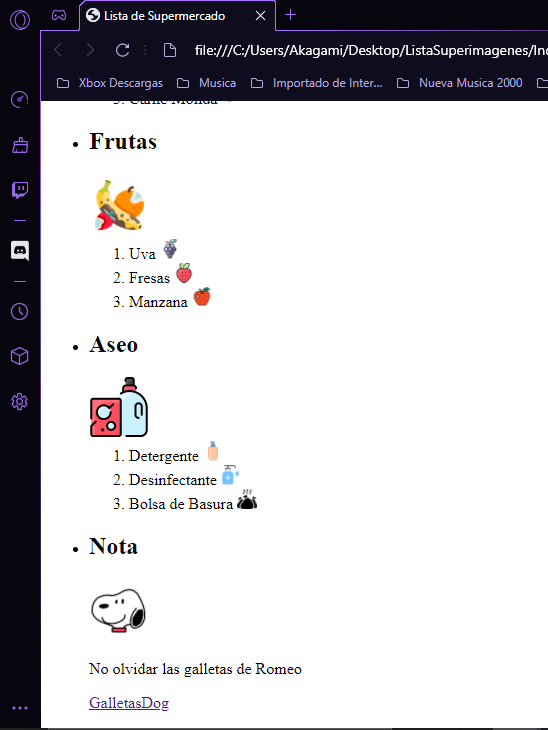 Lista de Supermercado
file:///C:/Users/Akagami/Desktop/ListaSuperimagenes/In
Xbox Descargas
Musica
Importado de Inter...
Nueva Musica 2000
3. Carne Molida
Frutas
1. Uva
2. Fresas
3. Manzana
Aseo
1. Detergente
2. Desinfectante
3. Bolsa de Basura
Nota
No olvidar las galletas de Romeo
GalletasDog